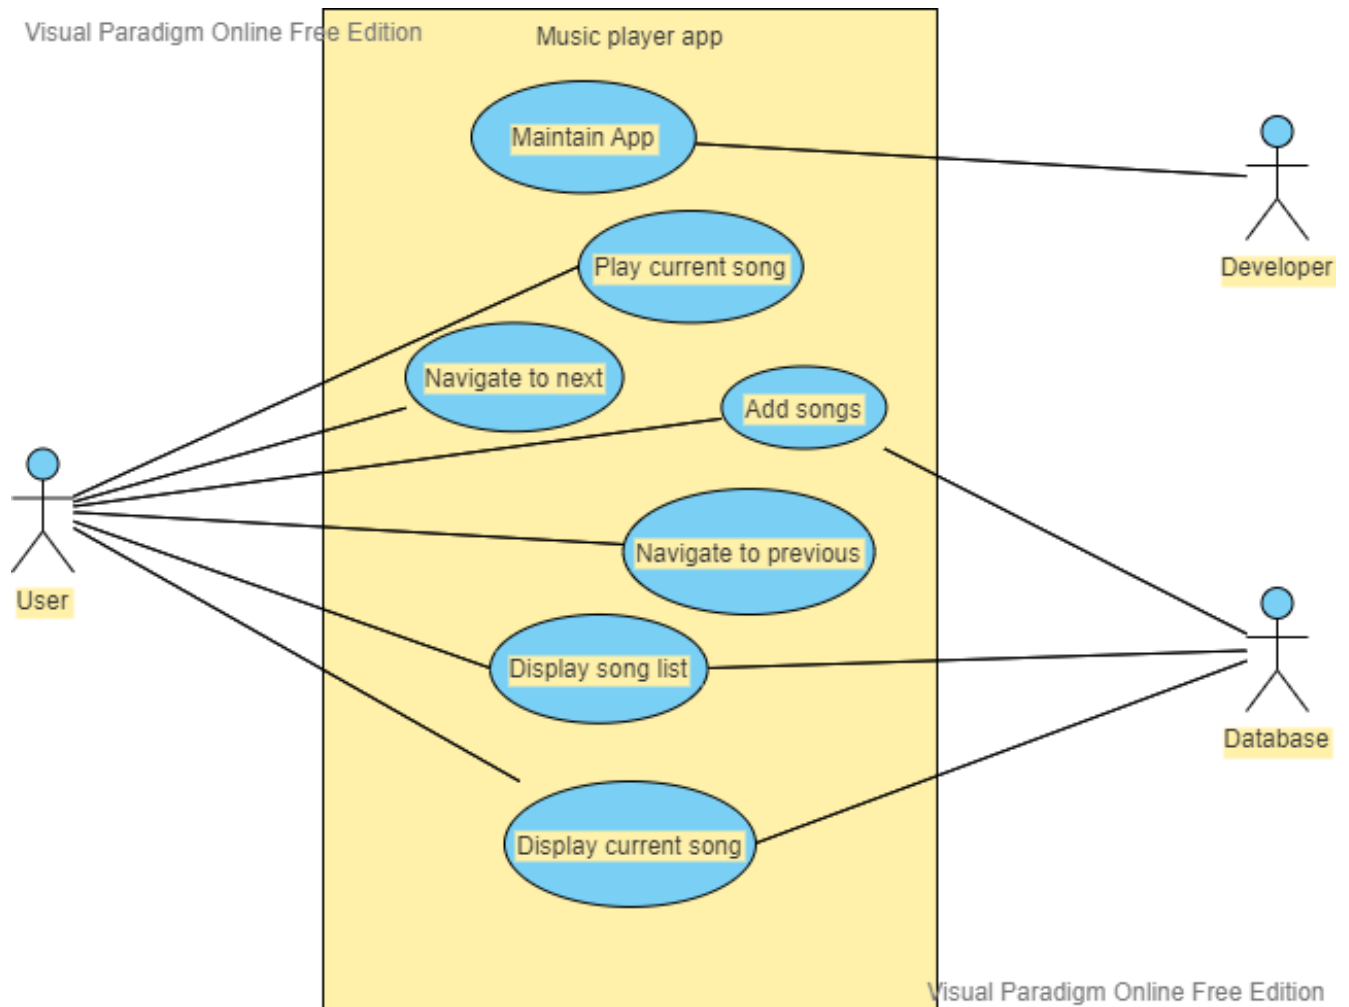 Visual Paradigm Online Free Edition
Music player app
Maintain App
Developer
Play current song
Navigate to next
Add songs
User
Navigate to previous
Display song list
Database
Display current song
Visual Paradigm Online Free Edition